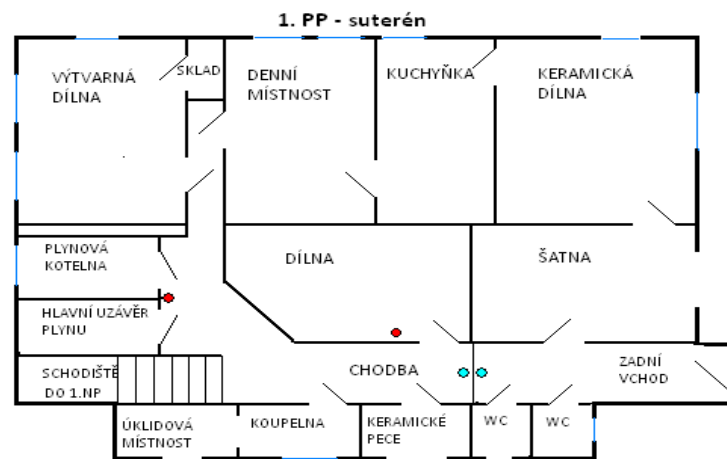 1. PP - suterén
VÝTVARNÁ
DÍLNA
SKLAD
DENNÍ
MÍSTNOST
KUCHYŇKA
KERAMICKÁ
DÍLNA
PLYNOVÁ
KOTELNA
DÍLNA
ŠATNA
HLAVNÍ UZÁVĚR
PLYNU
SCHODIŠTĚ
DO 1.NP
CHODBA
ZADNÍ
VCHOD
ÚKLIDOVÁ
MÍSTNOST
KOUPELNA
KERAMICKÉ
PECE
WC
WC